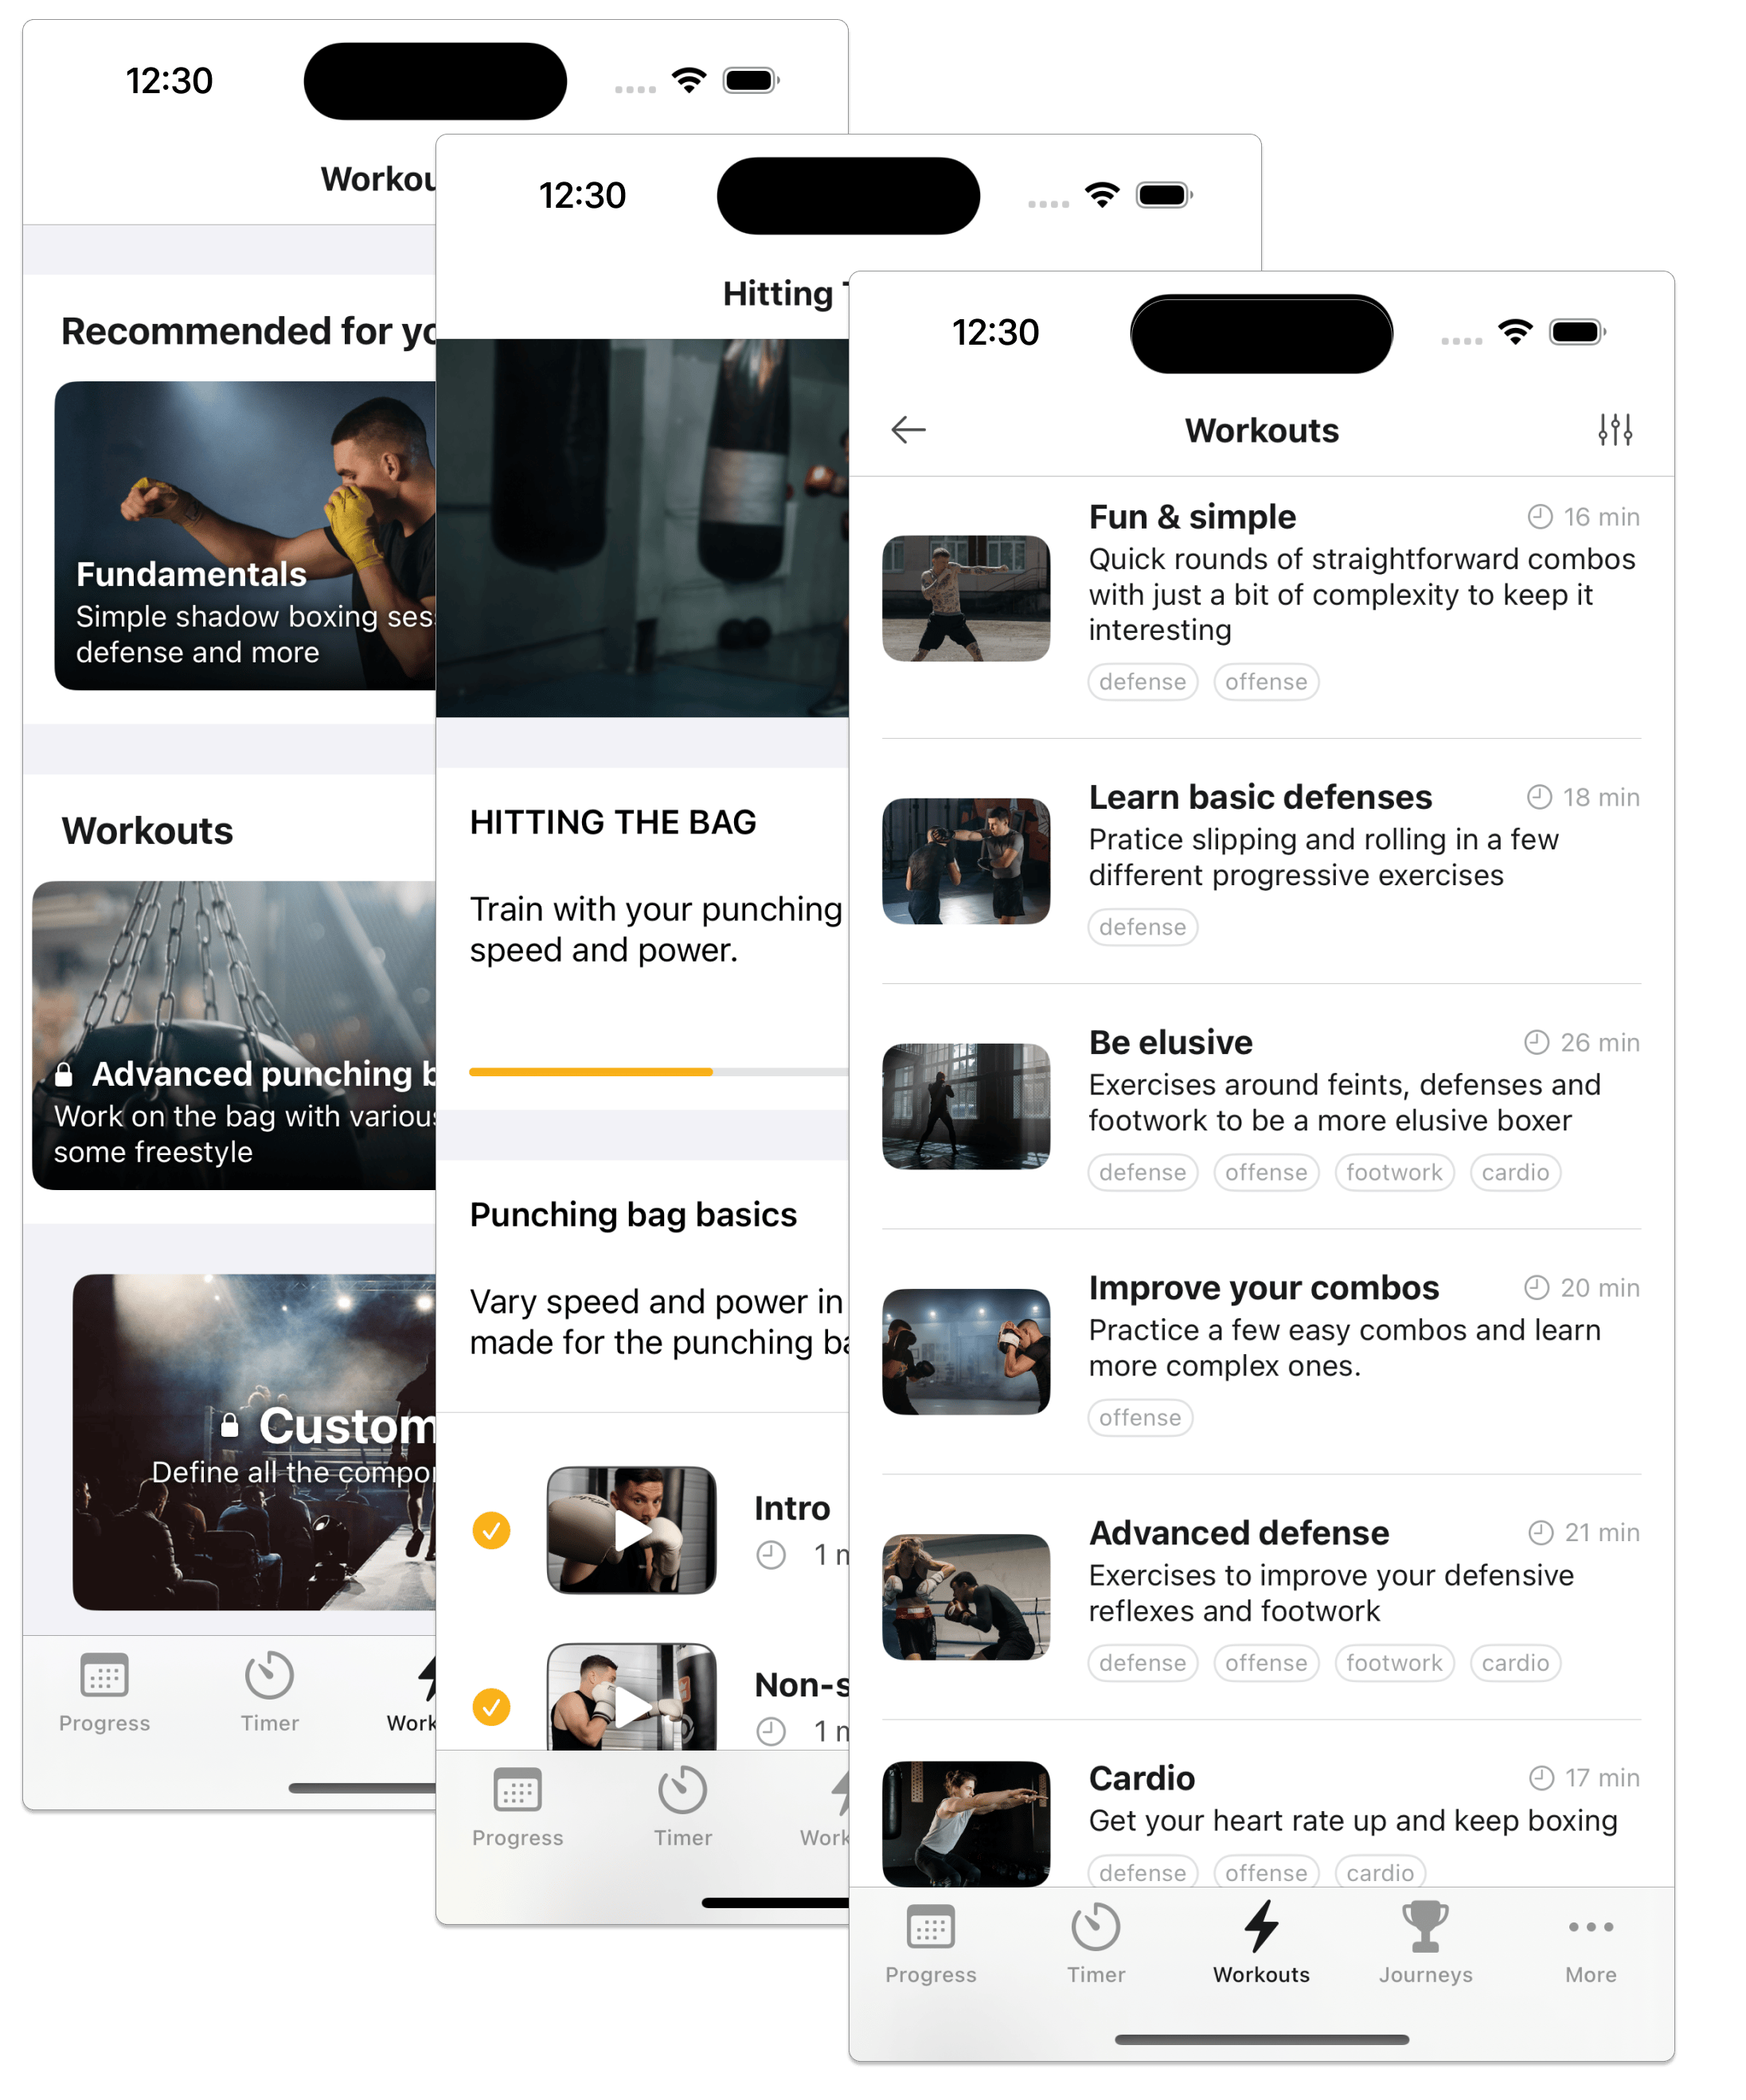 12:30
Workou
Recommended for yo
Fundamentals
Simple shadow boxing ses
defense and more
Workouts
Advanced punching b
Work on the bag with various
some freestyle
Custom
Define all the compo
Progress
Timer
Work
12:30
Hitting
HITTING THE BAG
Train with your punching
speed and power.
Punching bag basics
Vary speed and power in
made for the punching ba
Intro
1 m
Non-s
1 m
Progress
Timer
Work
12:30
Workouts
Fun & simple
16 min
Quick rounds of straightforward combos
with just a bit of complexity to keep it
interesting
defense offense
Learn basic defenses
18 min
Pratice slipping and rolling in a few
different progressive exercises
defense
Be elusive
26 min
Exercises around feints, defenses and
footwork to be a more elusive boxer
defense offense footwork cardio
Improve your combos
20 min
Practice a few easy combos and learn
more complex ones.
offense
Advanced defense
21 min
Exercises to improve your defensive
reflexes and footwork
defense offense footwork cardio
Cardio
17 min
Get your heart rate up and keep boxing
defense offense cardio
Progress
Timer
Workouts
Journeys
More